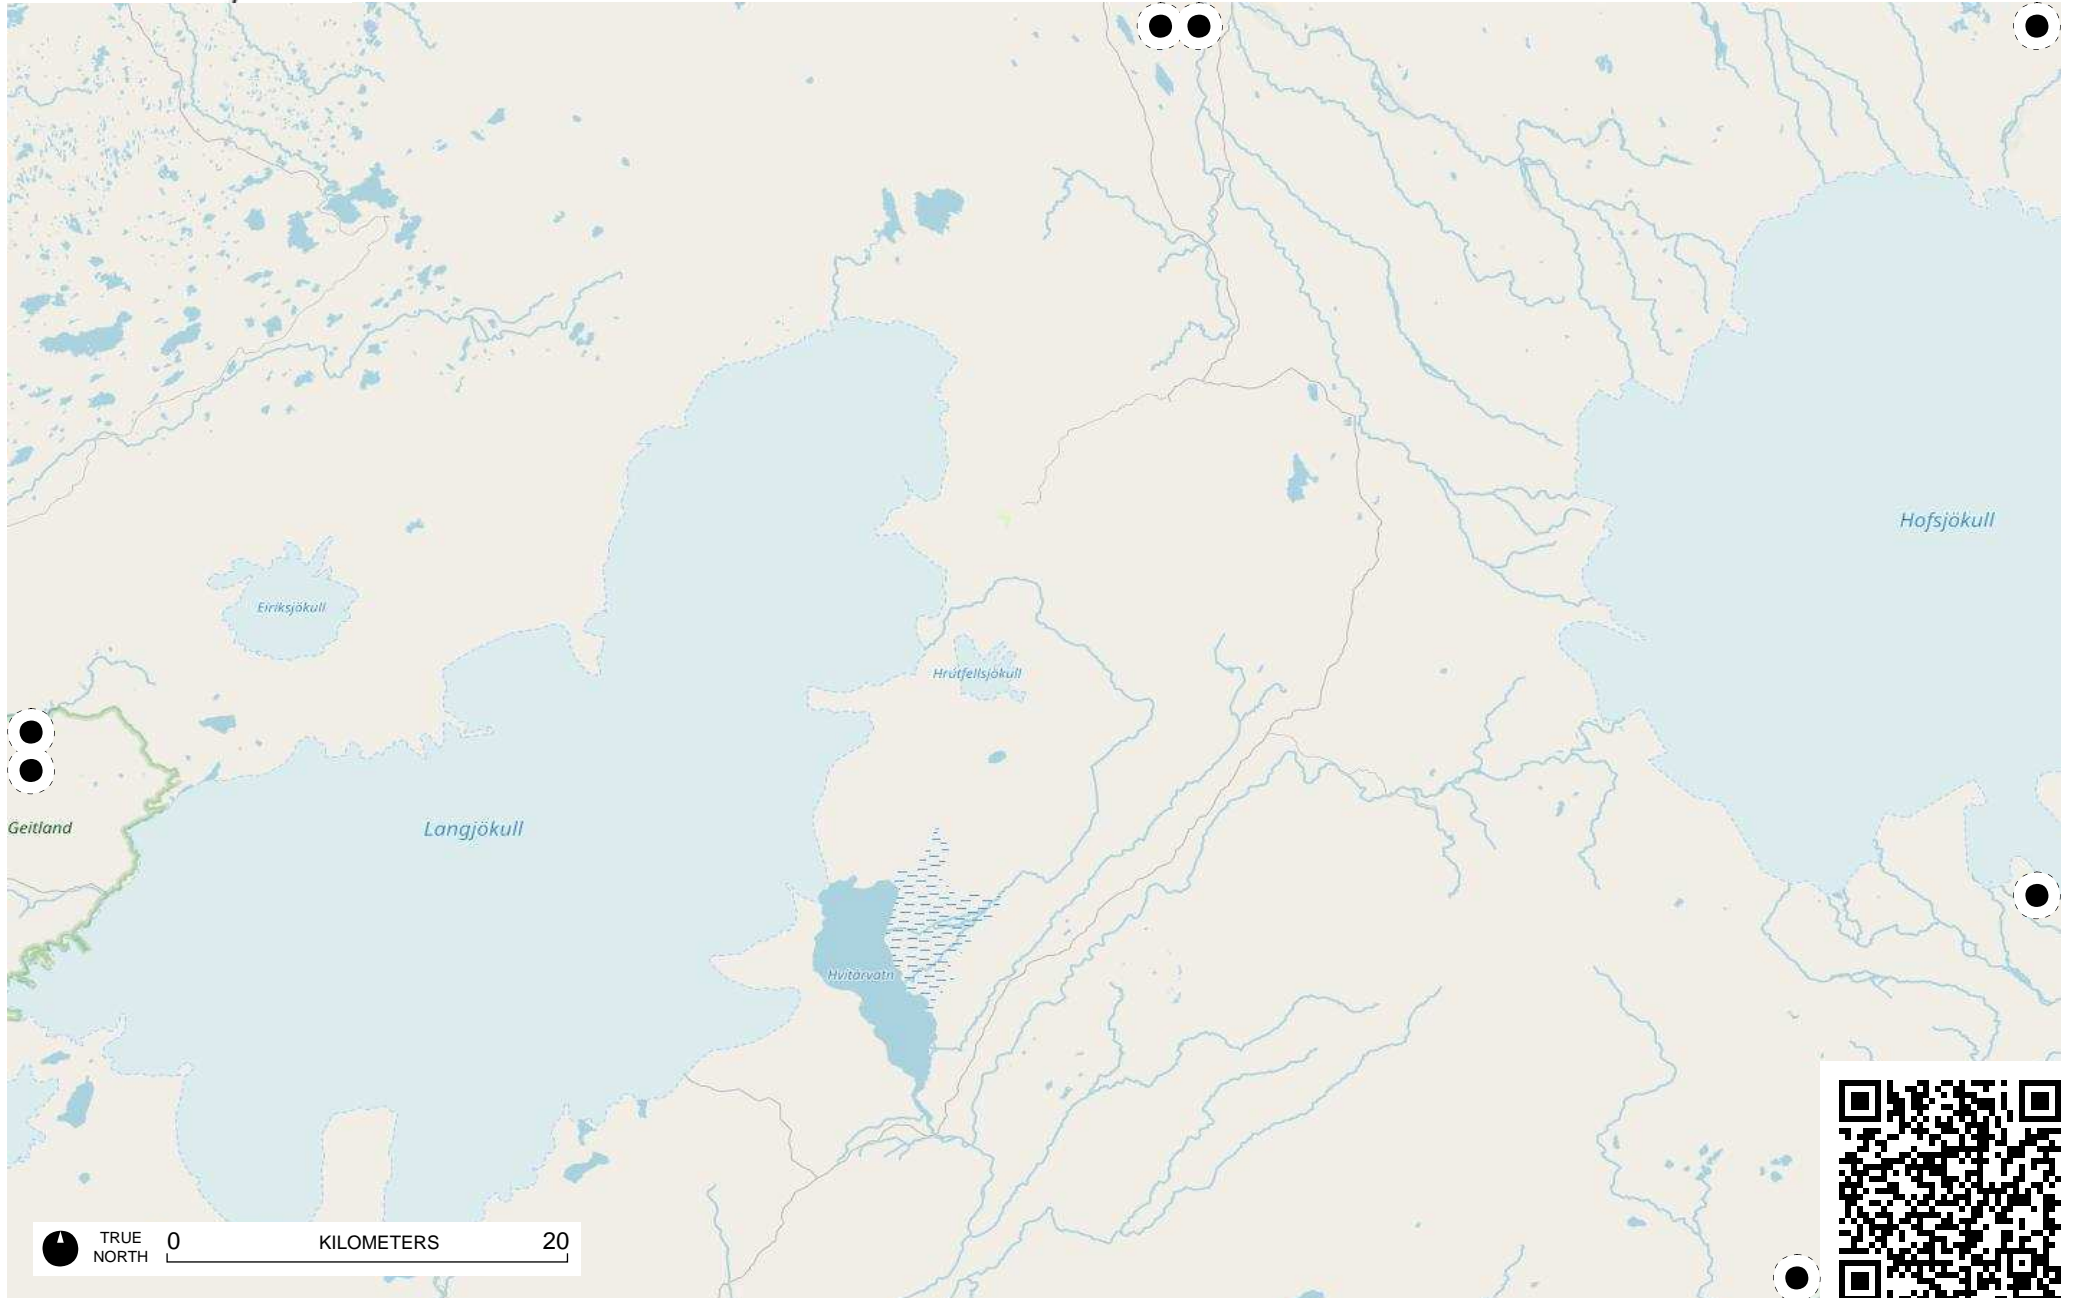 Hofsjökull
Eiríksjökull
Hrútfellsjökull
Geitland
Langjökull
Hvítárvatn
TRUE
NORTH
0
KILOMETERS
20